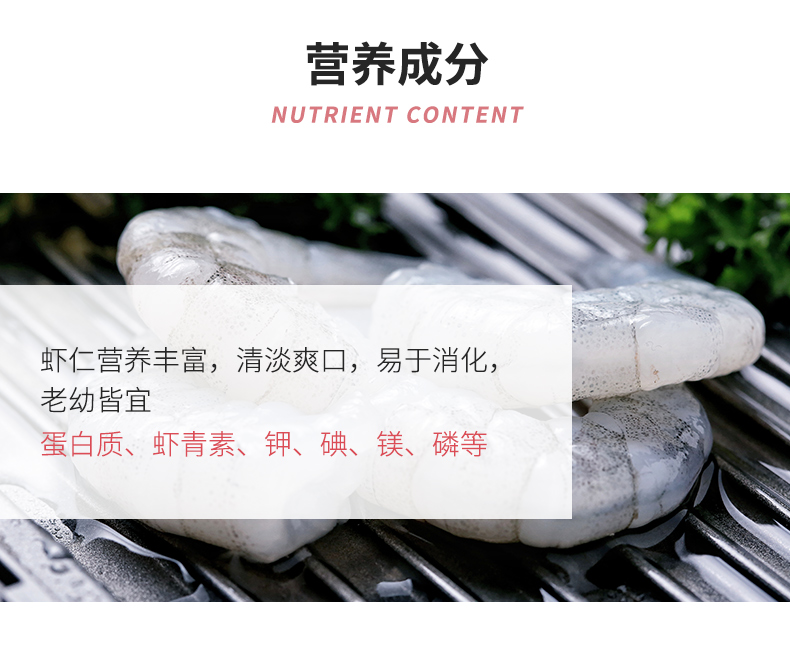 营养成分
NUTRIENT CONTENT
虾仁营养丰富，清淡爽口，易于消化，
老幼皆宜
蛋白质、虾青素、钾、碘、镁、磷等